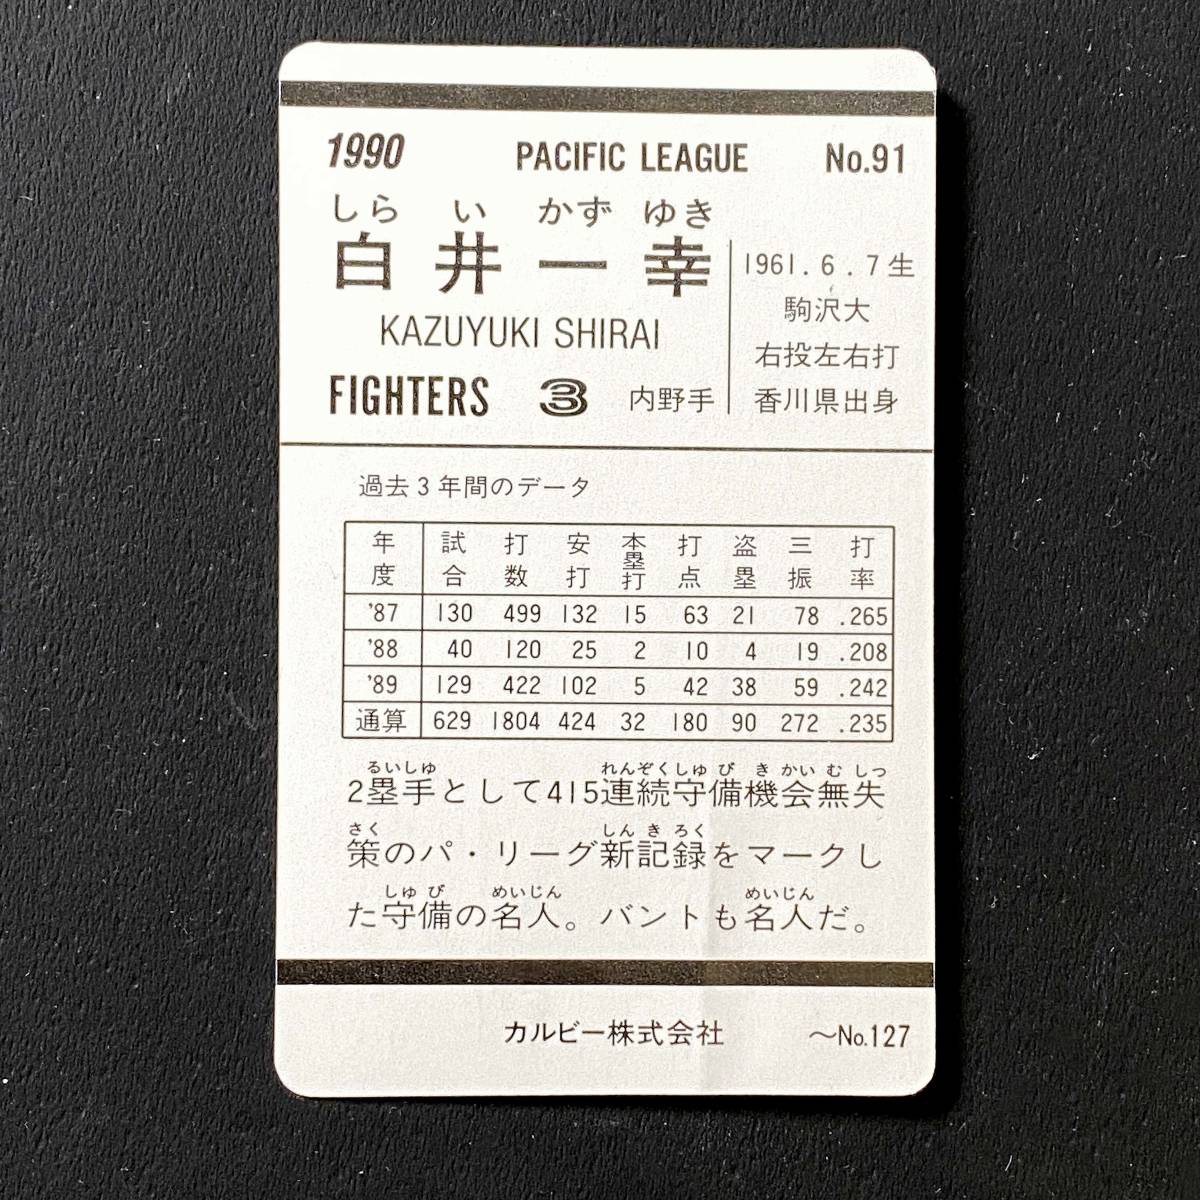 1990 PACIFIC LEAGUE No.91
しら い かず ゆき
白井一幸
KAZUYUKI SHIRAI
FIGHTERS 3 内野手
1961.6.7生
駒沢大
右投左右打
香川県出身
過去3年間のデータ
年度 試合 打数 安打 本塁打 打点 盗塁 三振 打率
'87 130 499 132 15 63 21 78 .265
'88 40 120 25 2 10 4 19 .208
'89 129 422 102 5 42 38 59 .242
通算 629 1804 424 32 180 90 272 .235
るいしゅ れんぞくしゅ び き かい む しっ
2塁手として415連続守備機会無失
さく しん き ろく
策のパ・リーグ新記録をマークし
しゅ び めいじん めいじん
た守備の名人。バントも名人だ。
カルビー株式会社 〜No.127